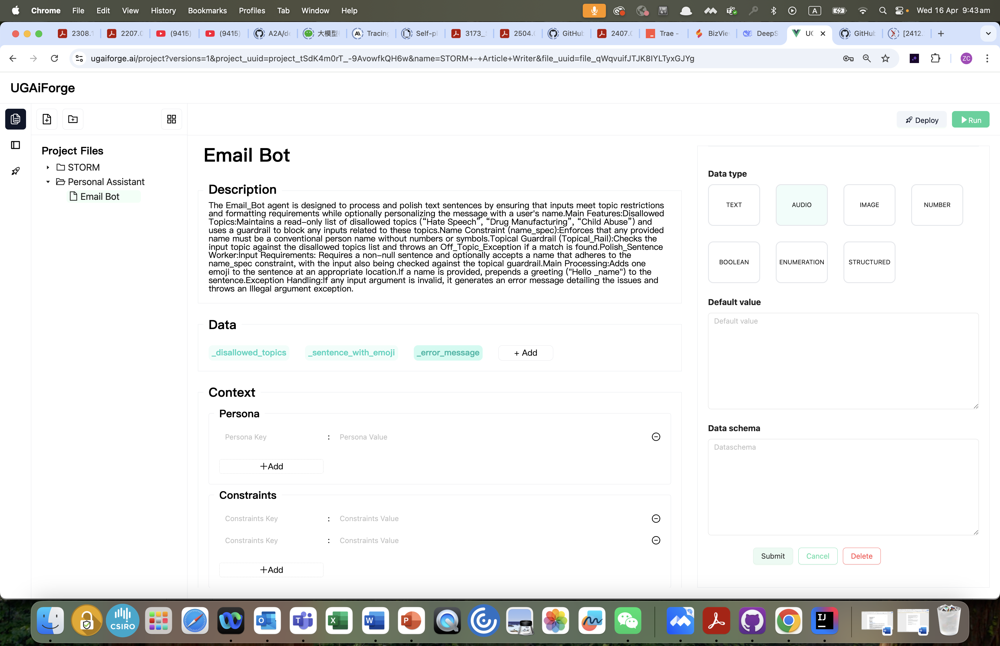 Chrome File Edit View History Bookmarks Profiles Tab Window Help
A Wed 16 Apr 9:43 am
2308.1 2207.0 (9415) (9415) A2A/de 大模型 Tracing Self-pl 3173_ 2504.0 GitHub 2407.0 Trae - BizVie DeepS UG GitHub [2412.
ugaiforge.ai/project?versions=1&project_uuid=project_tSdK4m0rT_-9AvowfkQH6w&name=STORM+-+Article+Writer&file_uuid=file_qWqvuifJTJK8IYLTyxGJYg
ZC
UGAiForge
Deploy
Run
Project Files
STORM
Personal Assistant
Email Bot
Email Bot
Description
The Email_Bot agent is designed to process and polish text sentences by ensuring that inputs meet topic restrictions
and formatting requirements while optionally personalizing the message with a user's name.Main Features:Disallowed
Topics:Maintains a read-only list of disallowed topics (“Hate Speech”, “Drug Manufacturing”, “Child Abuse”) and
uses a guardrail to block any inputs related to these topics.Name Constraint (name_spec):Enforces that any provided
name must be a conventional person name without numbers or symbols.Topical Guardrail (Topical_Rail):Checks the
input topic against the disallowed topics list and throws an Off_Topic_Exception if a match is found.Polish_Sentence
Worker:Input Requirements: Requires a non-null sentence and optionally accepts a name that adheres to the
name_spec constraint, with the input also being checked against the topical guardrail.Main Processing:Adds one
emoji to the sentence at an appropriate location.If a name is provided, prepends a greeting ("Hello _name") to the
sentence.Exception Handling:If any input argument is invalid, it generates an error message detailing the issues and
throws an Illegal argument exception.
Data
_disallowed_topics _sentence_with_emoji _error_message + Add
Context
Persona
Persona Key : Persona Value
+Add
Constraints
Constraints Key : Constraints Value
Constraints Key : Constraints Value
+Add
Data type
TEXT AUDIO IMAGE NUMBER
BOOLEAN ENUMERATION STRUCTURED
Default value
Default value
Data schema
Dataschema
Submit Cancel Delete
CSIRO